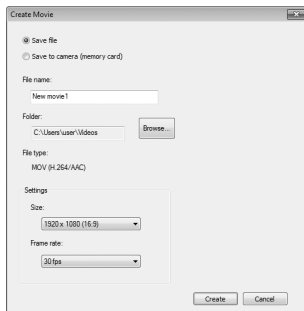 Create Movie
Save file
Save to camera (memory card)
File name:
New movie1
Folder:
C:\Users\user\Videos
Browse...
File type:
MOV (H.264/AAC)
Settings
Size:
1920 x 1080 (16:9)
Frame rate:
30 fps
Create Cancel